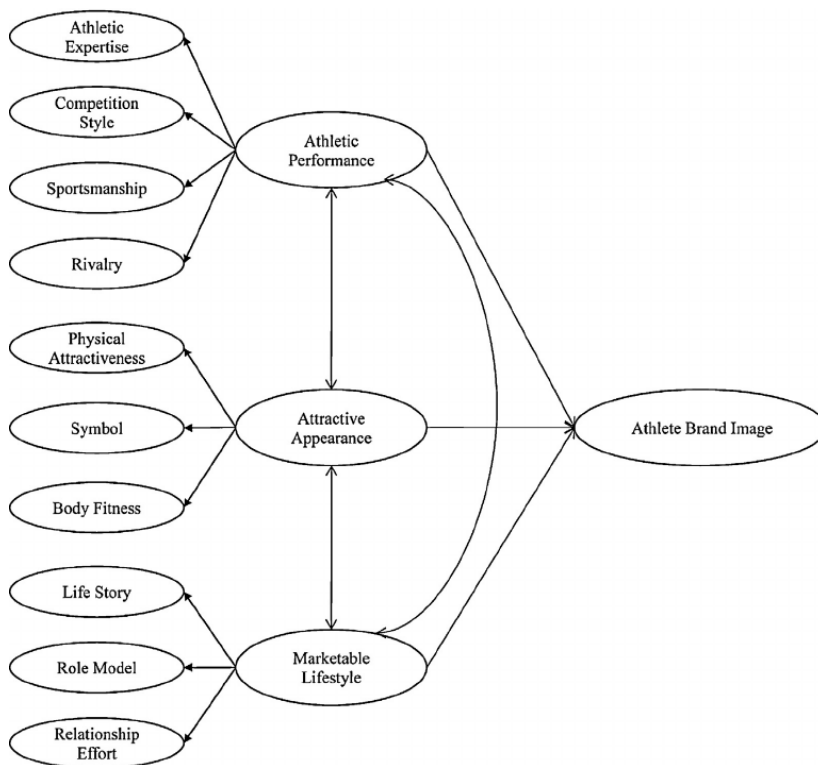 Athletic
Expertise
Competition
Style
Sportsmanship
Rivalry
Athletic
Performance
Physical
Attractiveness
Symbol
Body Fitness
Attractive
Appearance
Athlete Brand Image
Life Story
Role Model
Relationship
Effort
Marketable
Lifestyle